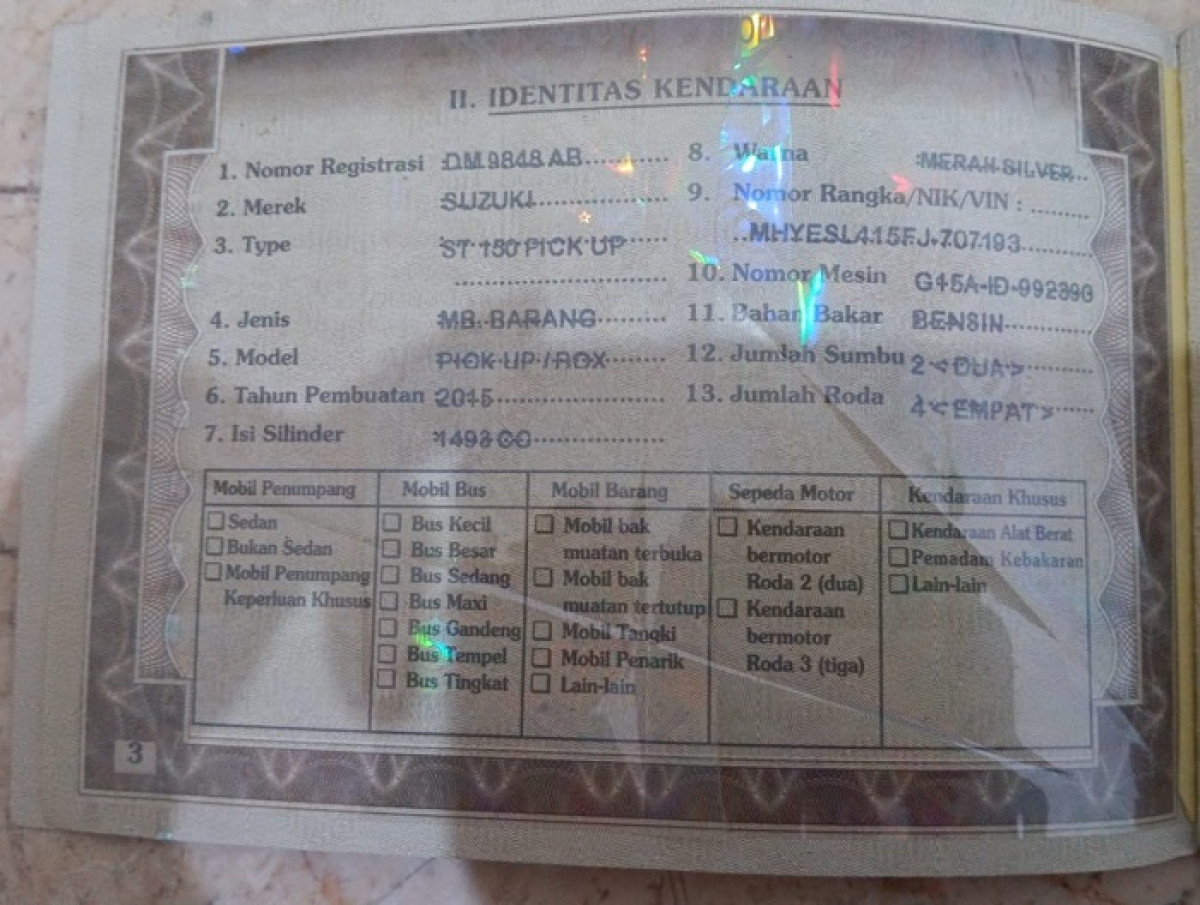 II. IDENTITAS KENDARAAN
1. Nomor Registrasi : DM 9848 AB
2. Merek : SUZUKI
3. Type : ST 150 PICK UP
4. Jenis : MB. BARANG
5. Model : PICK UP / BOX
6. Tahun Pembuatan : 2015
7. Isi Silinder : 1493 CC
8. Warna : MERAH SILVER
9. Nomor Rangka/NIK/VIN :
MHYESL415FJ-707193
10. Nomor Mesin G15A-ID-992390
11. Bahan Bakar BENSIN
12. Jumlah Sumbu 2 < DUA >
13. Jumlah Roda 4 < EMPAT >
Mobil Penumpang
Sedan
Bukan Sedan
Mobil Penumpang
Keperluan Khusus
Mobil Bus
Bus Kecil
Bus Besar
Bus Sedang
Bus Maxi
Bus Gandeng
Bus Tempel
Bus Tingkat
Mobil Barang
Mobil bak
muatan terbuka
Mobil bak
muatan tertutup
Mobil Tangki
Mobil Penarik
Lain-lain
Sepeda Motor
Kendaraan
bermotor
Roda 2 (dua)
Kendaraan
bermotor
Roda 3 (tiga)
Kendaraan Khusus
Kendaraan Alat Berat
Pemadam Kebakaran
Lain-lain
3